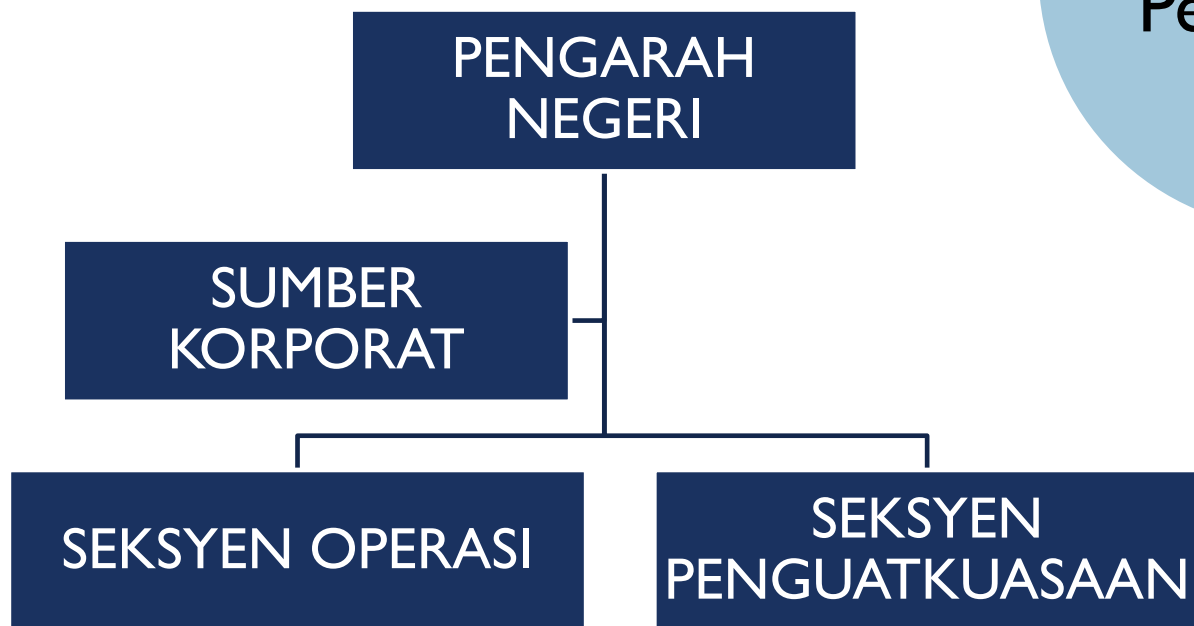 PENGARAH
NEGERI
SUMBER
KORPORAT
SEKSYEN OPERASI
SEKSYEN
PENGUATKUASAAN